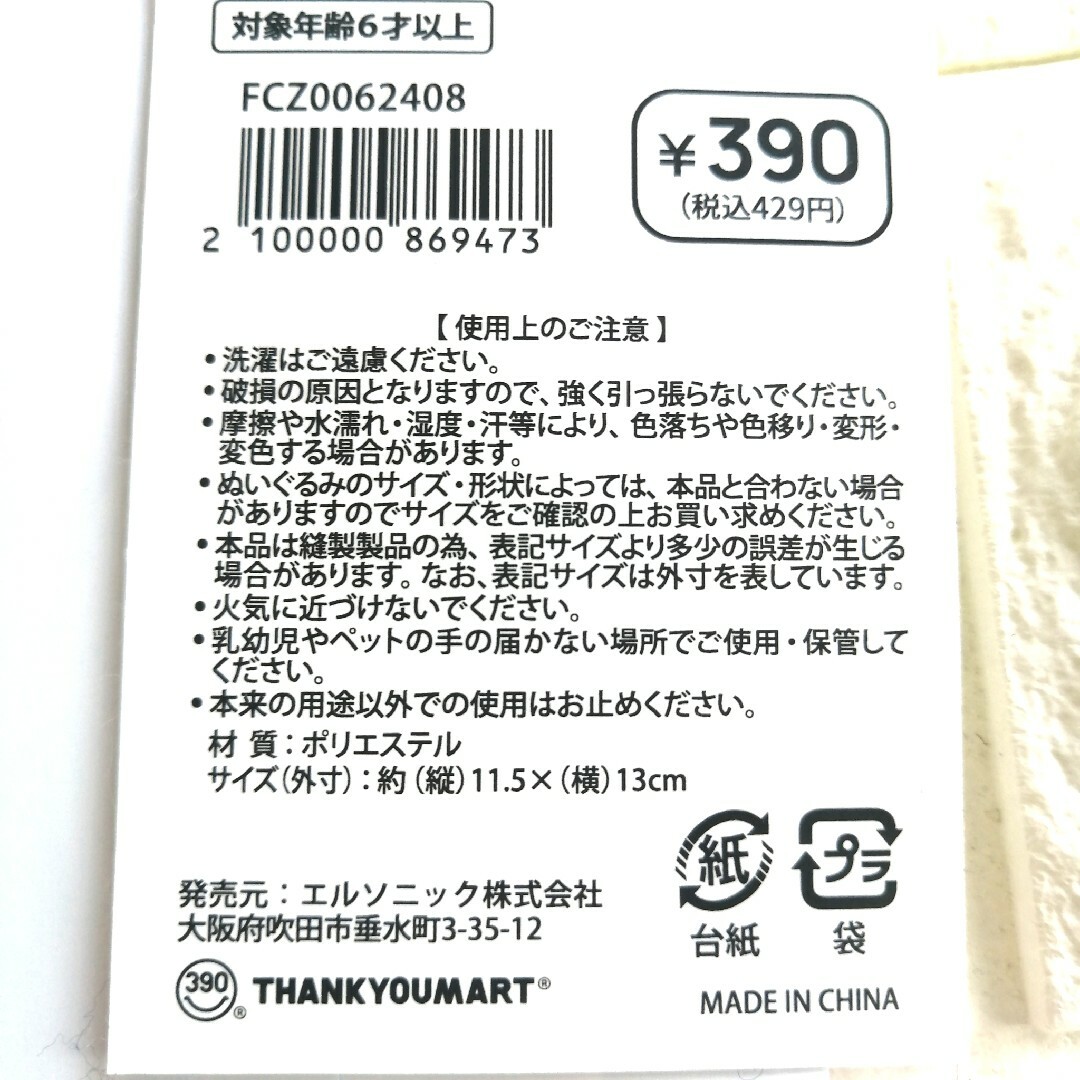 対象年齢6才以上
FCZ0062408
2 100000 869473
¥390
(税込429円)
【使用上のご注意】
•洗濯はご遠慮ください。
•破損の原因となりますので、強く引っ張らないでください。
•摩擦や水濡れ・湿度・汗等により、色落ちや色移り・変形・
変色する場合があります。
•ぬいぐるみのサイズ・形状によっては、本品と合わない場合
がありますのでサイズをご確認の上お買い求めください。
•本品は縫製製品の為、表記サイズより多少の誤差が生じる
場合があります。なお、表記サイズは外寸を表しています。
•火気に近づけないでください。
•乳幼児やペットの手の届かない場所でご使用・保管して
ください。
•本来の用途以外での使用はお止めください。
材 質:ポリエステル
サイズ(外寸):約(縦)11.5×(横)13cm
紙
台紙
プラ
袋
発売元:エルソニック株式会社
大阪府吹田市垂水町3-35-12
390® THANKYOUMART®
MADE IN CHINA